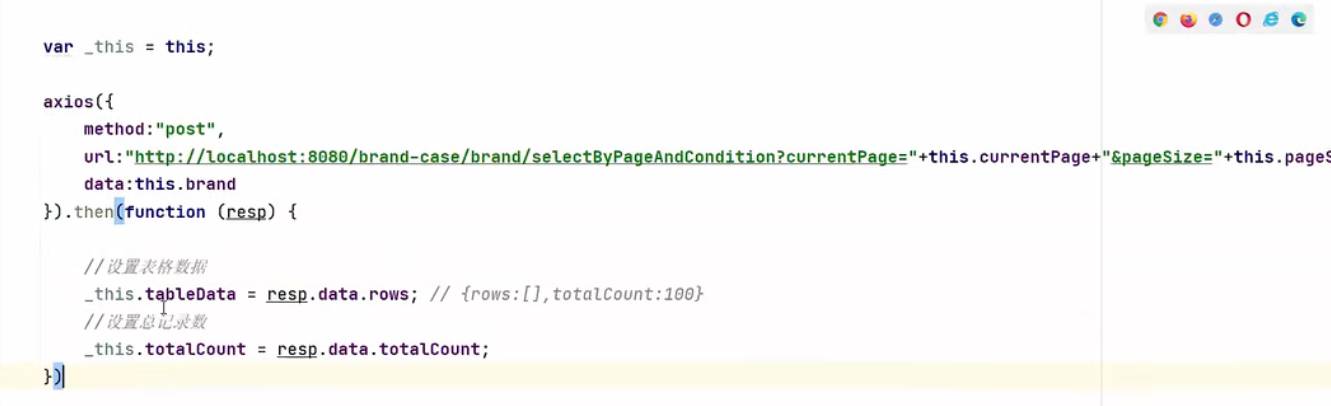 var _this = this;
axios({
method:"post",
url:"http://localhost:8080/brand-case/brand/selectByPageAndCondition?currentPage="+this.currentPage+"&pageSize="+this.pageS
data:this.brand
}).then(function (resp) {
//设置表格数据
_this.tableData = resp.data.rows; // {rows:[],totalCount:100}
//设置总记录数
_this.totalCount = resp.data.totalCount;
})